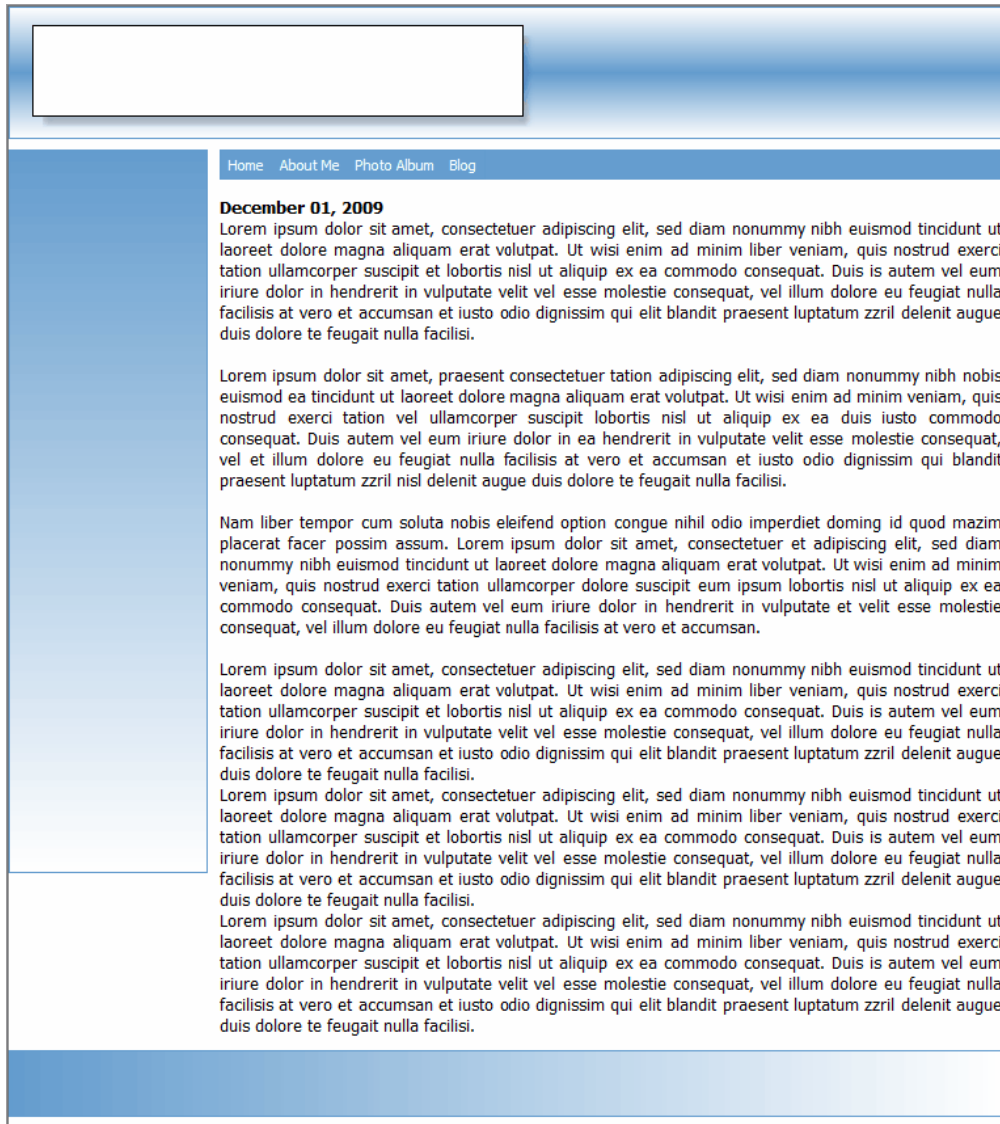 Home About Me Photo Album Blog
December 01, 2009
Lorem ipsum dolor sit amet, consectetuer adipiscing elit, sed diam nonummy nibh euismod tincidunt ut
laoreet dolore magna aliquam erat volutpat. Ut wisi enim ad minim liber veniam, quis nostrud exerci
tation ullamcorper suscipit et lobortis nisl ut aliquip ex ea commodo consequat. Duis is autem vel eum
iriure dolor in hendrerit in vulputate velit vel esse molestie consequat, vel illum dolore eu feugiat nulla
facilisis at vero et accumsan et iusto odio dignissim qui elit blandit praesent luptatum zzril delenit augue
duis dolore te feugait nulla facilisi.
Lorem ipsum dolor sit amet, praesent consectetuer tation adipiscing elit, sed diam nonummy nibh nobis
euismod ea tincidunt ut laoreet dolore magna aliquam erat volutpat. Ut wisi enim ad minim veniam, quis
nostrud exerci tation vel ullamcorper suscipit lobortis nisl ut aliquip ex ea duis iusto commodo
consequat. Duis autem vel eum iriure dolor in ea hendrerit in vulputate velit esse molestie consequat,
vel et illum dolore eu feugiat nulla facilisis at vero et accumsan et iusto odio dignissim qui blandit
praesent luptatum zzril nisl delenit augue duis dolore te feugait nulla facilisi.
Nam liber tempor cum soluta nobis eleifend option congue nihil odio imperdiet doming id quod mazim
placerat facer possim assum. Lorem ipsum dolor sit amet, consectetuer et adipiscing elit, sed diam
nonummy nibh euismod tincidunt ut laoreet dolore magna aliquam erat volutpat. Ut wisi enim ad minim
veniam, quis nostrud exerci tation ullamcorper dolore suscipit eum ipsum lobortis nisl ut aliquip ex ea
commodo consequat. Duis autem vel eum iriure dolor in hendrerit in vulputate et velit esse molestie
consequat, vel illum dolore eu feugiat nulla facilisis at vero et accumsan.
Lorem ipsum dolor sit amet, consectetuer adipiscing elit, sed diam nonummy nibh euismod tincidunt ut
laoreet dolore magna aliquam erat volutpat. Ut wisi enim ad minim liber veniam, quis nostrud exerci
tation ullamcorper suscipit et lobortis nisl ut aliquip ex ea commodo consequat. Duis is autem vel eum
iriure dolor in hendrerit in vulputate velit vel esse molestie consequat, vel illum dolore eu feugiat nulla
facilisis at vero et accumsan et iusto odio dignissim qui elit blandit praesent luptatum zzril delenit augue
duis dolore te feugait nulla facilisi.
Lorem ipsum dolor sit amet, consectetuer adipiscing elit, sed diam nonummy nibh euismod tincidunt ut
laoreet dolore magna aliquam erat volutpat. Ut wisi enim ad minim liber veniam, quis nostrud exerci
tation ullamcorper suscipit et lobortis nisl ut aliquip ex ea commodo consequat. Duis is autem vel eum
iriure dolor in hendrerit in vulputate velit vel esse molestie consequat, vel illum dolore eu feugiat nulla
facilisis at vero et accumsan et iusto odio dignissim qui elit blandit praesent luptatum zzril delenit augue
duis dolore te feugait nulla facilisi.
Lorem ipsum dolor sit amet, consectetuer adipiscing elit, sed diam nonummy nibh euismod tincidunt ut
laoreet dolore magna aliquam erat volutpat. Ut wisi enim ad minim liber veniam, quis nostrud exerci
tation ullamcorper suscipit et lobortis nisl ut aliquip ex ea commodo consequat. Duis is autem vel eum
iriure dolor in hendrerit in vulputate velit vel esse molestie consequat, vel illum dolore eu feugiat nulla
facilisis at vero et accumsan et iusto odio dignissim qui elit blandit praesent luptatum zzril delenit augue
duis dolore te feugait nulla facilisi.